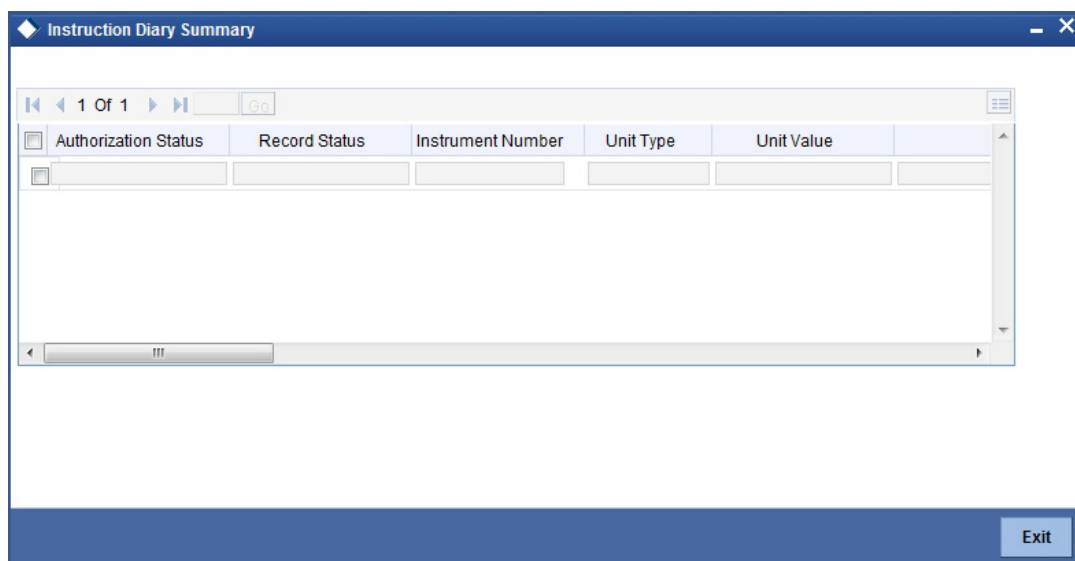 Instruction Diary Summary
1 Of 1 Go
Authorization Status Record Status Instrument Number Unit Type Unit Value
Exit